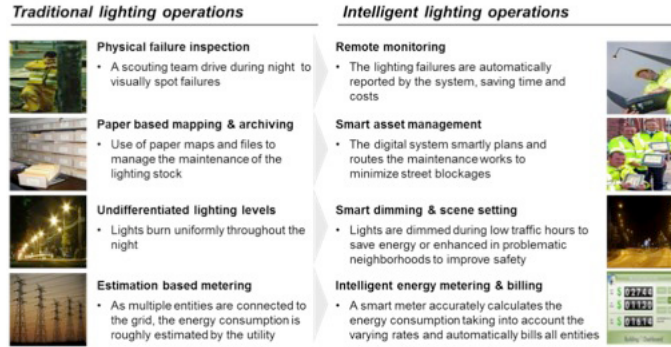 Traditional lighting operations
Intelligent lighting operations
Physical failure inspection
• A scouting team drive during night to
visually spot failures
Remote monitoring
• The lighting failures are automatically
reported by the system, saving time and
costs
Paper based mapping & archiving
• Use of paper maps and files to
manage the maintenance of the
lighting stock
Smart asset management
• The digital system smartly plans and
routes the maintenance works to
minimize street blockages
Undifferentiated lighting levels
• Lights burn uniformly throughout the
night
Smart dimming & scene setting
• Lights are dimmed during low traffic hours to
save energy or enhanced in problematic
neighborhoods to improve safety
Estimation based metering
• As multiple entities are connected to
the grid, the energy consumption is
roughly estimated by the utility
Intelligent energy metering & billing
• A smart meter accurately calculates the
energy consumption taking into account the
varying rates and automatically bills all entities